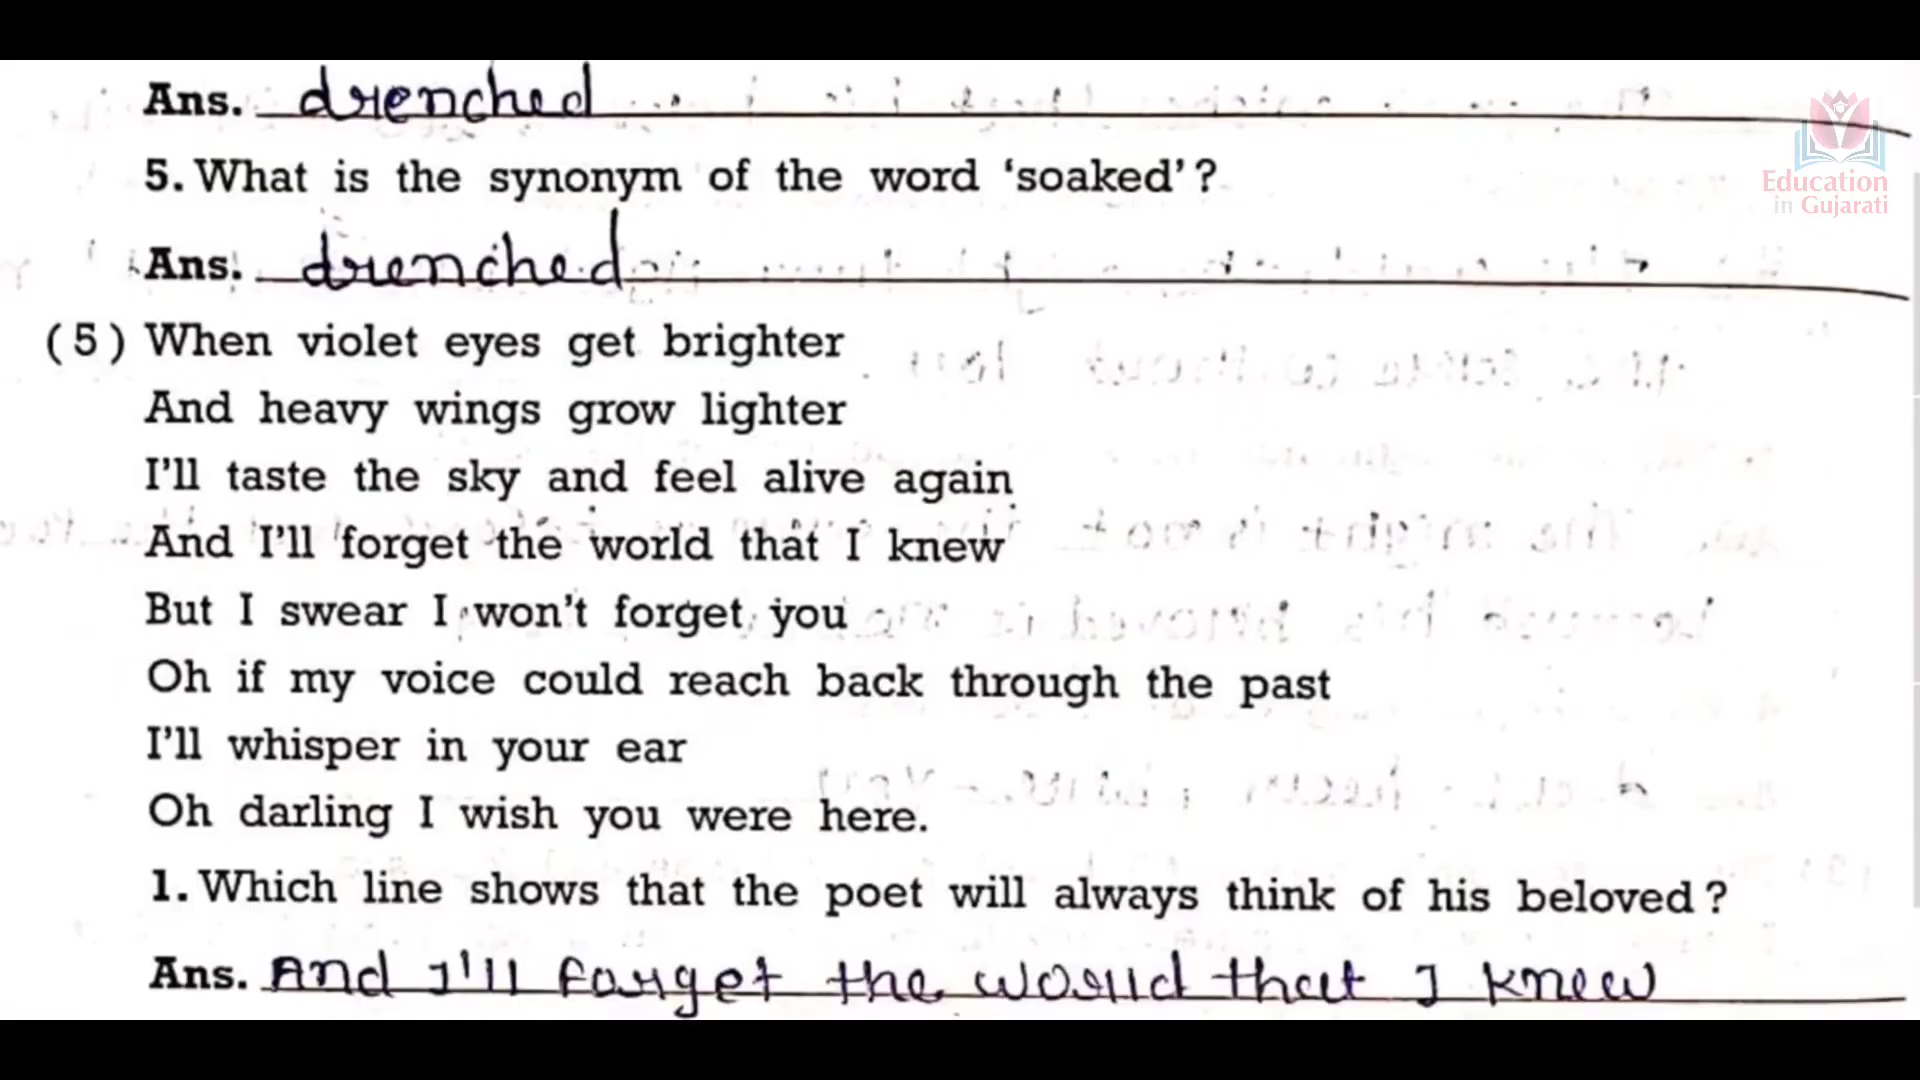 Ans. drenched
5. What is the synonym of the word ‘soaked’?
Ans. drenched
(5) When violet eyes get brighter
And heavy wings grow lighter
I’ll taste the sky and feel alive again
And I’ll forget the world that I knew
But I swear I won’t forget you
Oh if my voice could reach back through the past
I’ll whisper in your ear
Oh darling I wish you were here.
1. Which line shows that the poet will always think of his beloved?
Ans. And I'll forget the world that I knew
Education
in Gujarati